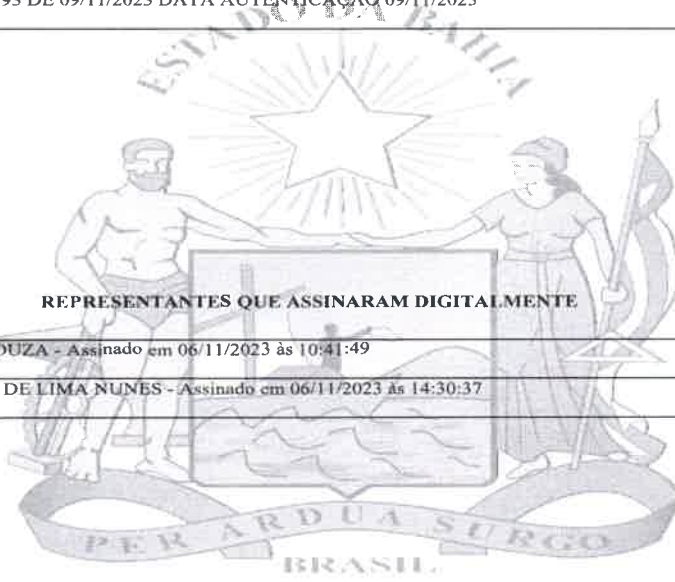 93 DE 09/11/2023 DATA AUTENTICAÇÃO 09/11/2023
ESTADO DA BAHIA
REPRESENTANTES QUE ASSINARAM DIGITALMENTE
OUZA - Assinado em 06/11/2023 às 10:41:49
DE LIMA NUNES - Assinado em 06/11/2023 às 14:30:37
PER ARDUA SURGO
BRASIL